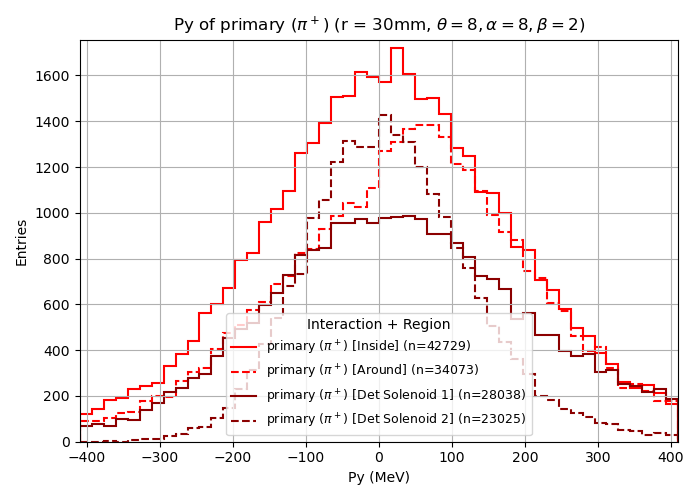 Py of primary (π⁺) (r = 30mm, θ = 8, α = 8, β = 2)
Entries
1600
1400
1200
1000
800
600
400
200
0
Interaction + Region
primary (π⁺) [Inside] (n=42729)
primary (π⁺) [Around] (n=34073)
primary (π⁺) [Det Solenoid 1] (n=28038)
primary (π⁺) [Det Solenoid 2] (n=23025)
−400 −300 −200 −100 0 100 200 300 400
Py (MeV)